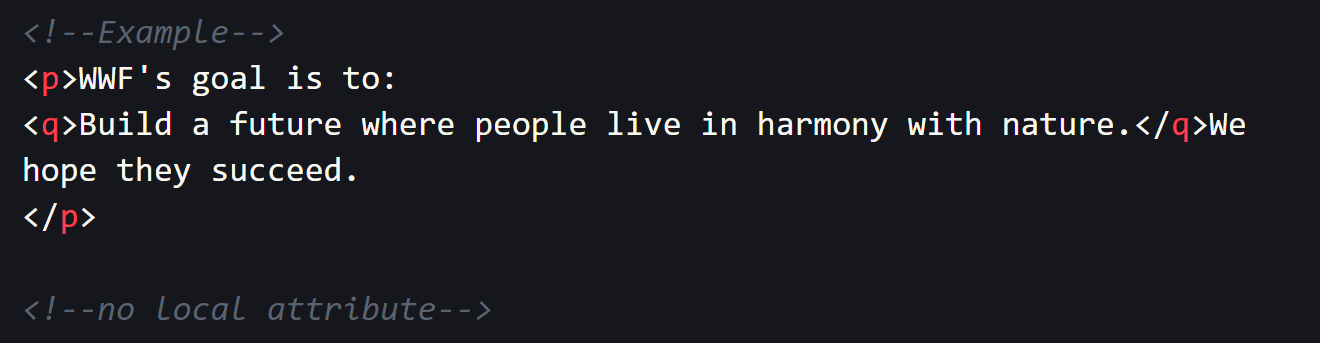 <!--Example-->
<p>WWF's goal is to:
<q>Build a future where people live in harmony with nature.</q>We
hope they succeed.
</p>
<!--no local attribute-->